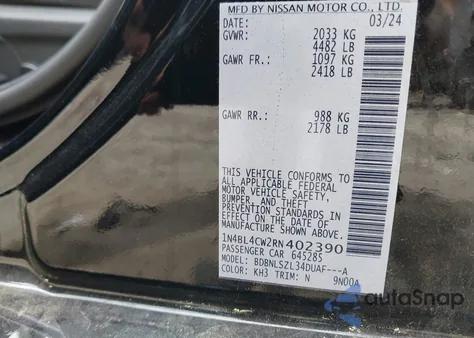 MFD BY NISSAN MOTOR CO., LTD.
DATE: 03/24
GVWR: 2033 KG
4482 LB
GAWR FR.: 1097 KG
2418 LB
GAWR RR.: 988 KG
2178 LB
THIS VEHICLE CONFORMS TO
ALL APPLICABLE FEDERAL
MOTOR VEHICLE SAFETY,
BUMPER, AND THEFT
PREVENTION STANDARDS IN
EFFECT ON THE DATE OF
MANUFACTURE SHOWN ABOVE.
1N4BL4CW2RN402390
PASSENGER CAR 645285
MODEL: BDBNLSZL34DUAF---A
COLOR: KH3 TRIM: N 9N00A
autoSnap